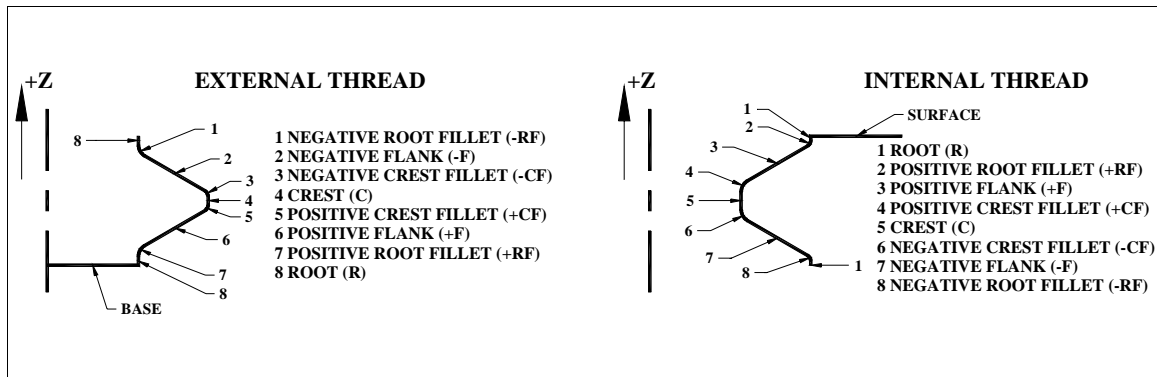 +Z
EXTERNAL THREAD
8
1
2
3
4
5
6
7
8
BASE
1 NEGATIVE ROOT FILLET (-RF)
2 NEGATIVE FLANK (-F)
3 NEGATIVE CREST FILLET (-CF)
4 CREST (C)
5 POSITIVE CREST FILLET (+CF)
6 POSITIVE FLANK (+F)
7 POSITIVE ROOT FILLET (+RF)
8 ROOT (R)
+Z
INTERNAL THREAD
1
2
3
4
5
6
7
8
1
SURFACE
1 ROOT (R)
2 POSITIVE ROOT FILLET (+RF)
3 POSITIVE FLANK (+F)
4 POSITIVE CREST FILLET (+CF)
5 CREST (C)
6 NEGATIVE CREST FILLET (-CF)
7 NEGATIVE FLANK (-F)
8 NEGATIVE ROOT FILLET (-RF)